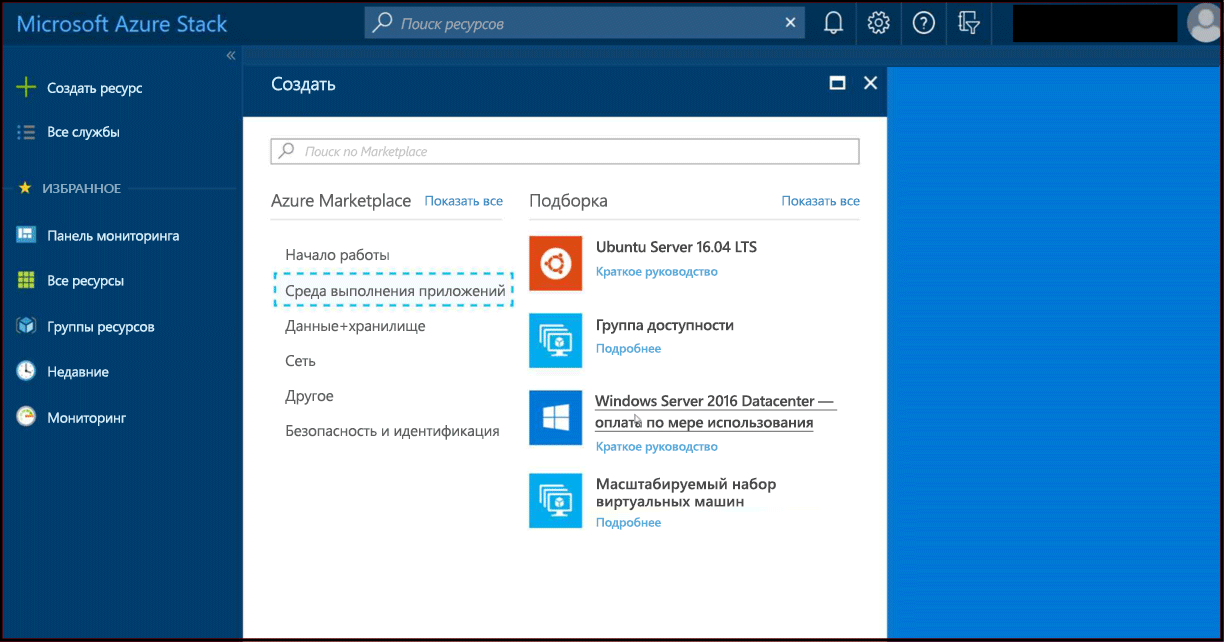 Microsoft Azure Stack
Поиск ресурсов
Создать ресурс
Все службы
ИЗБРАННОЕ
Панель мониторинга
Все ресурсы
Группы ресурсов
Недавние
Мониторинг
Создать
Поиск по Marketplace
Azure Marketplace Показать все
Начало работы
Среда выполнения приложений
Данные+хранилище
Сеть
Другое
Безопасность и идентификация
Подборка Показать все
Ubuntu Server 16.04 LTS
Краткое руководство
Группа доступности
Подробнее
Windows Server 2016 Datacenter —
оплата по мере использования
Краткое руководство
Масштабируемый набор
виртуальных машин
Подробнее